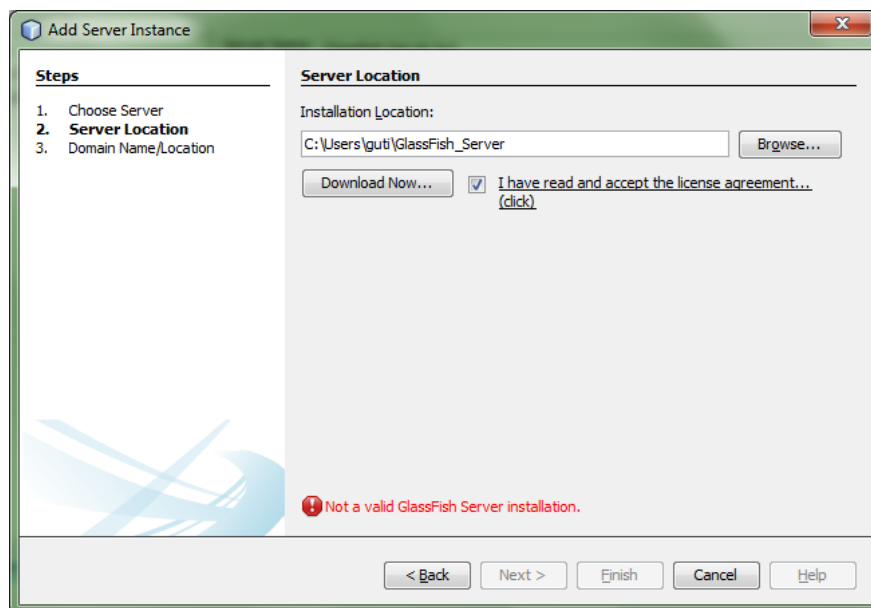 Add Server Instance
Steps
1. Choose Server
2. Server Location
3. Domain Name/Location
Server Location
Installation Location:
C:\Users\guti\GlassFish_Server
Browse...
Download Now...
I have read and accept the license agreement...
(click)
Not a valid GlassFish Server installation.
< Back
Next >
Finish
Cancel
Help